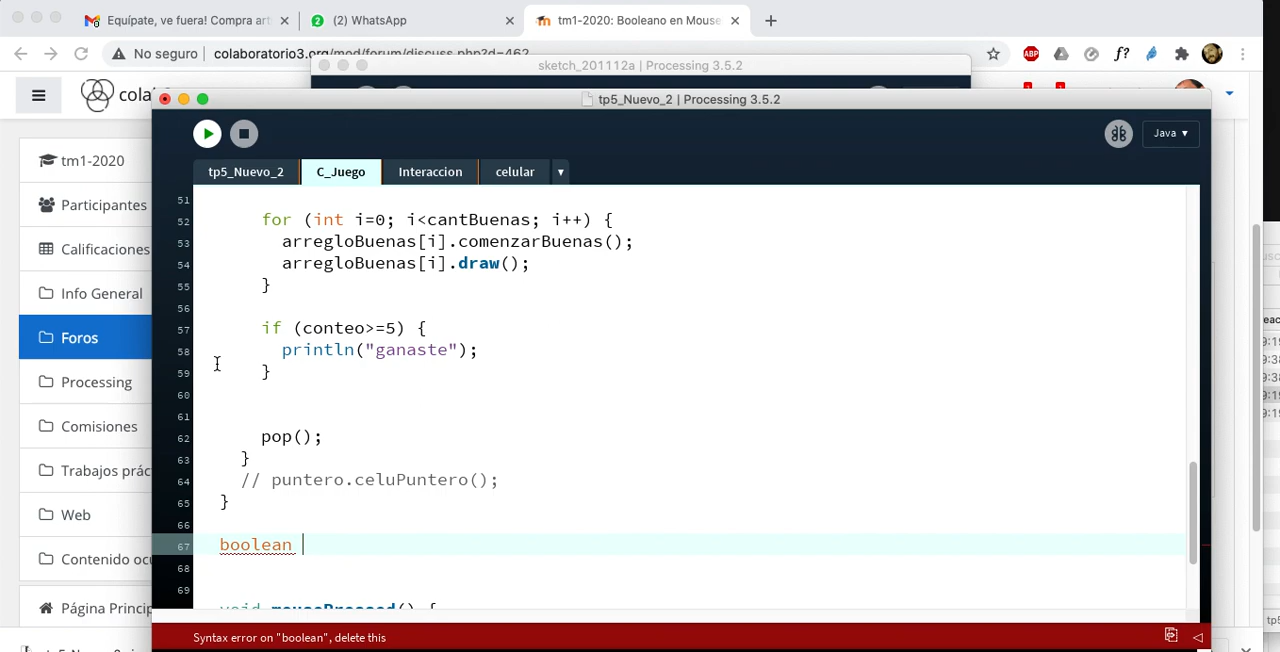 Equípate, ve fuera! Compra art
(2) WhatsApp
tm1-2020: Booleano en Mouse
No seguro
colaboratorio3.org/mod/forum/discuss.php?d=462
sketch_201112a | Processing 3.5.2
tp5_Nuevo_2 | Processing 3.5.2
Java
tp5_Nuevo_2
C_Juego
Interaccion
celular
tm1-2020
Participantes
Calificaciones
Info General
Foros
Processing
Comisiones
Trabajos prác
Web
Contenido oc
Página Princip
51
52 for (int i=0; i<cantBuenas; i++) {
53 arregloBuenas[i].comenzarBuenas();
54 arregloBuenas[i].draw();
55 }
56
57 if (conteo>=5) {
58 println("ganaste");
59 }
60
61
62 pop();
63 }
64 // puntero.celuPuntero();
65 }
66
67 boolean
68
69
void mousePressed() {
Syntax error on "boolean", delete this